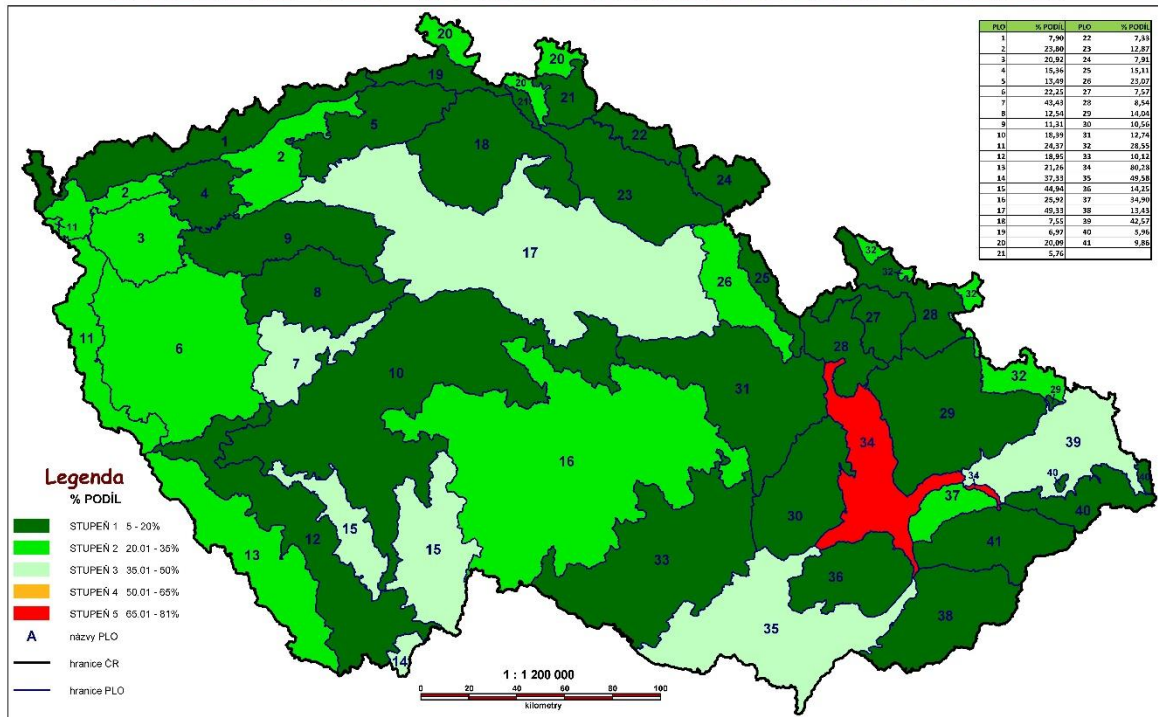 PLO % PODÍL PLO % PODÍL
1 7,90 22 7,33
2 23,80 23 12,87
3 20,92 24 7,91
4 15,36 25 15,11
5 13,49 26 23,07
6 22,25 27 7,57
7 43,43 28 8,54
8 12,54 29 14,04
9 11,31 30 10,56
10 18,39 31 12,74
11 24,37 32 28,55
12 18,95 33 10,12
13 21,26 34 80,28
14 37,33 35 49,58
15 44,94 36 14,25
16 25,92 37 34,90
17 49,33 38 13,43
18 7,55 39 42,57
19 6,97 40 5,96
20 20,09 41 9,86
21 5,76
20
20
19
20
21
21
1
5
2
18
22
24
2
4
23
11
3
9
17
32
32
26
25
32
8
27
28
11
6
28
7
10
32
31
29
29
34
39
16
34
40
40
37
40
15
15
30
13
12
33
41
36
38
35
14
Legenda
% PODÍL
STUPEŇ 1 5 - 20%
STUPEŇ 2 20.01 - 35%
STUPEŇ 3 35.01 - 50%
STUPEŇ 4 50.01 - 65%
STUPEŇ 5 65.01 - 81%
A názvy PLO
hranice ČR
hranice PLO
1 : 1 200 000
0 20 40 60 80 100
kilometry